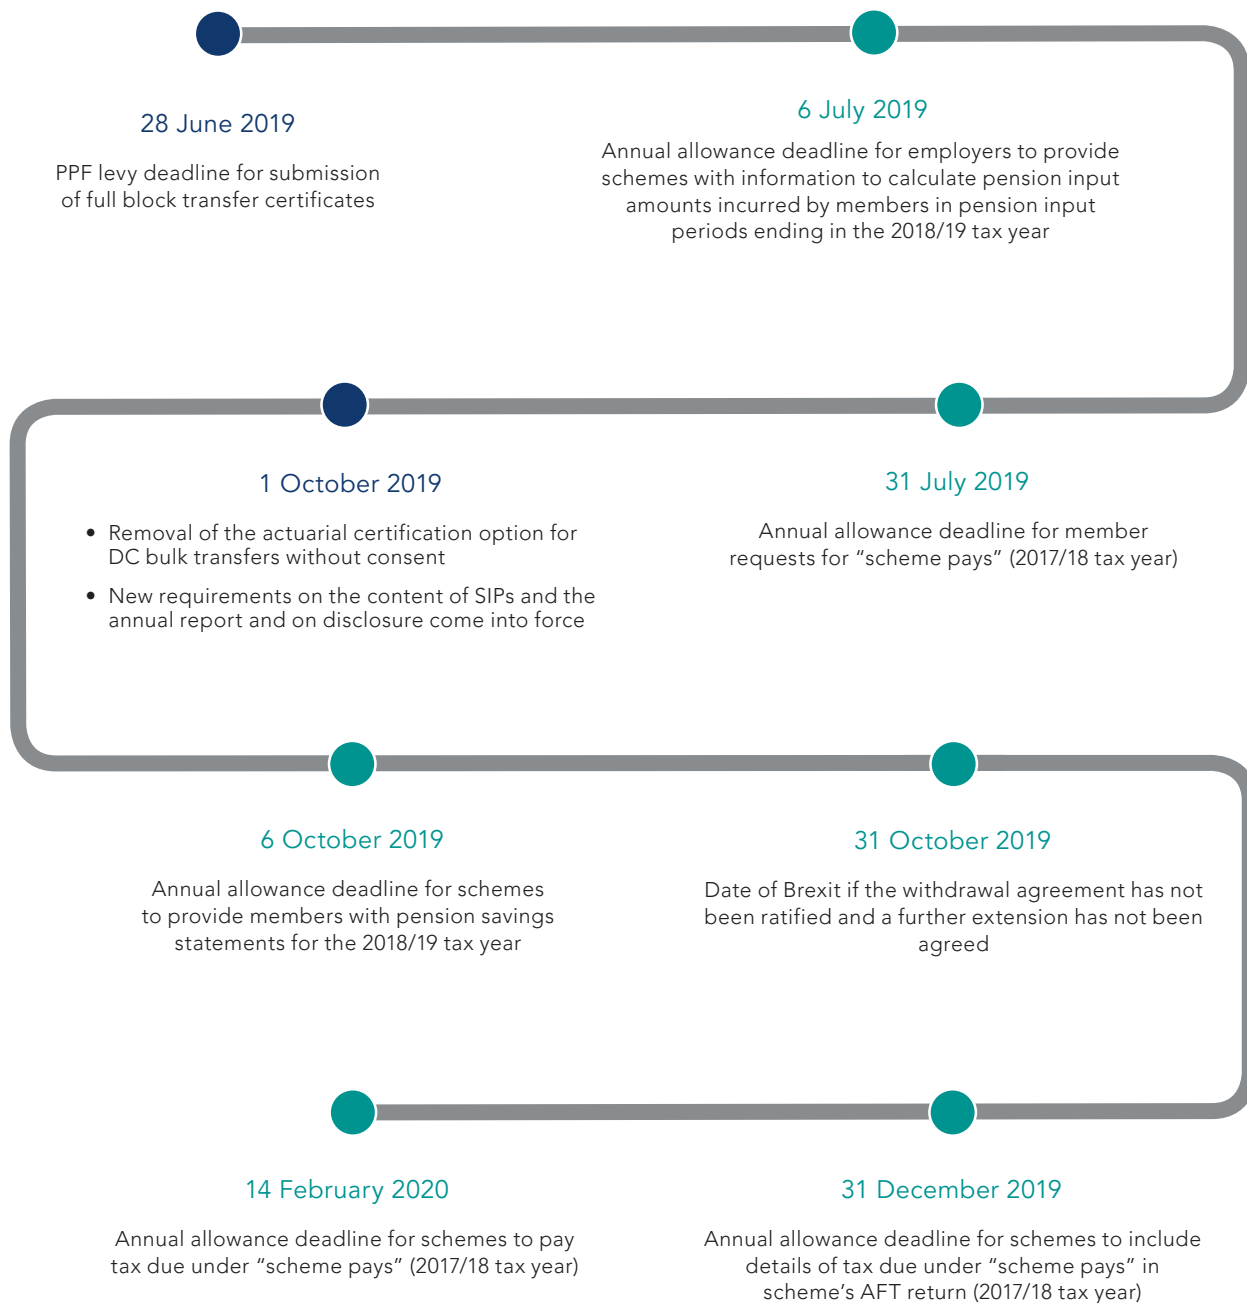 28 June 2019
PPF levy deadline for submission
of full block transfer certificates
6 July 2019
Annual allowance deadline for employers to provide
schemes with information to calculate pension input
amounts incurred by members in pension input
periods ending in the 2018/19 tax year
31 July 2019
Annual allowance deadline for member
requests for “scheme pays” (2017/18 tax year)
1 October 2019
• Removal of the actuarial certification option for
DC bulk transfers without consent
• New requirements on the content of SIPs and the
annual report and on disclosure come into force
6 October 2019
Annual allowance deadline for schemes
to provide members with pension savings
statements for the 2018/19 tax year
31 October 2019
Date of Brexit if the withdrawal agreement has not
been ratified and a further extension has not been
agreed
31 December 2019
Annual allowance deadline for schemes to include
details of tax due under “scheme pays” in
scheme’s AFT return (2017/18 tax year)
14 February 2020
Annual allowance deadline for schemes to pay
tax due under “scheme pays” (2017/18 tax year)